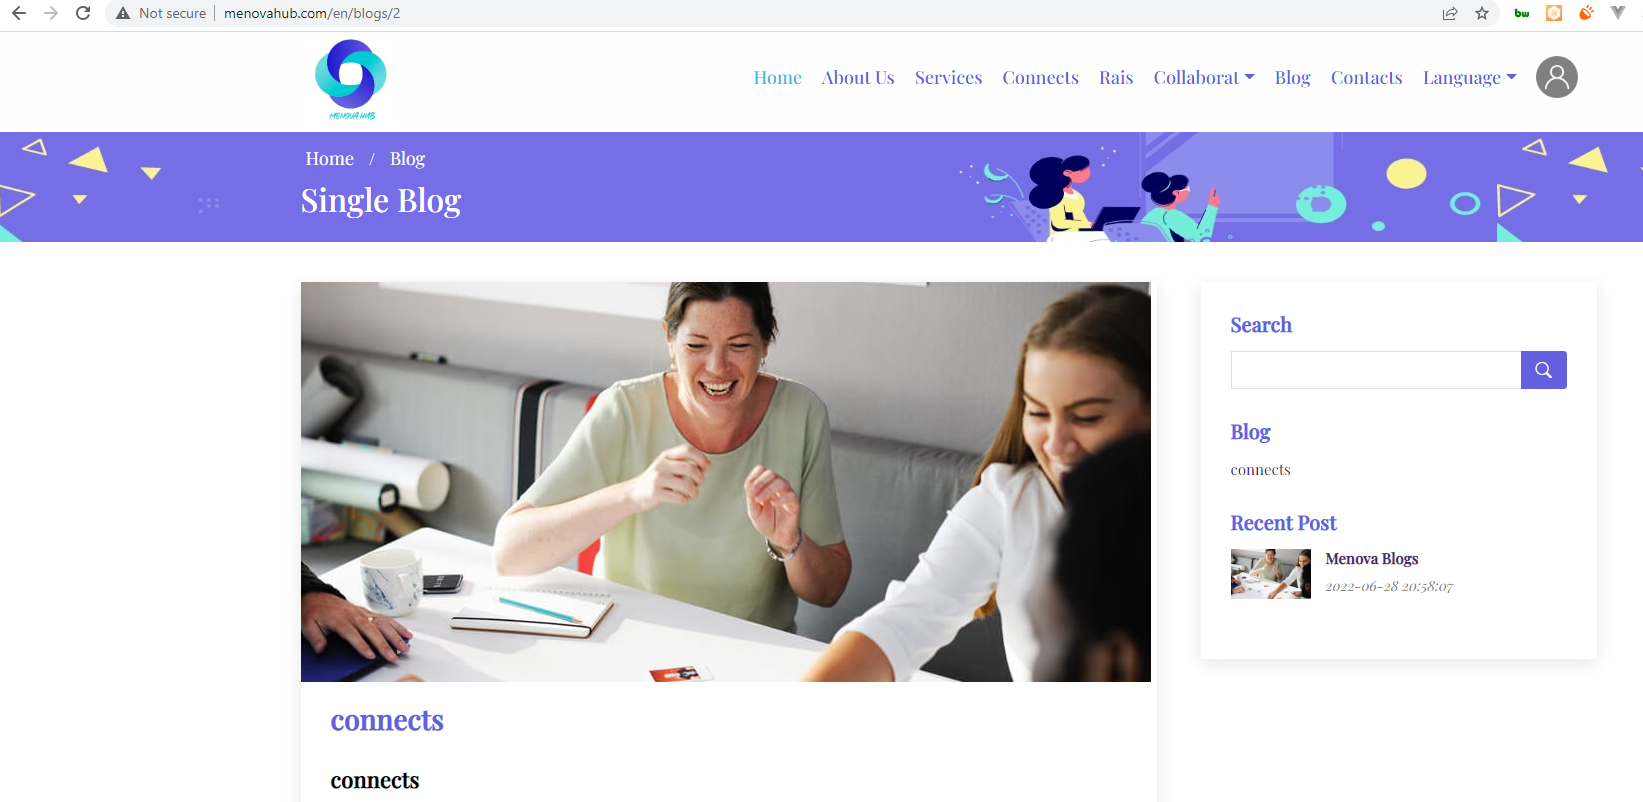 Not secure
menovahub.com/en/blogs/2
bw
MENOVA HUB
Home About Us Services Connects Rais Collaborat Blog Contacts Language
Home / Blog
Single Blog
Search
Blog
connects
Recent Post
Menova Blogs
2022-06-28 20:58:07
connects
connects